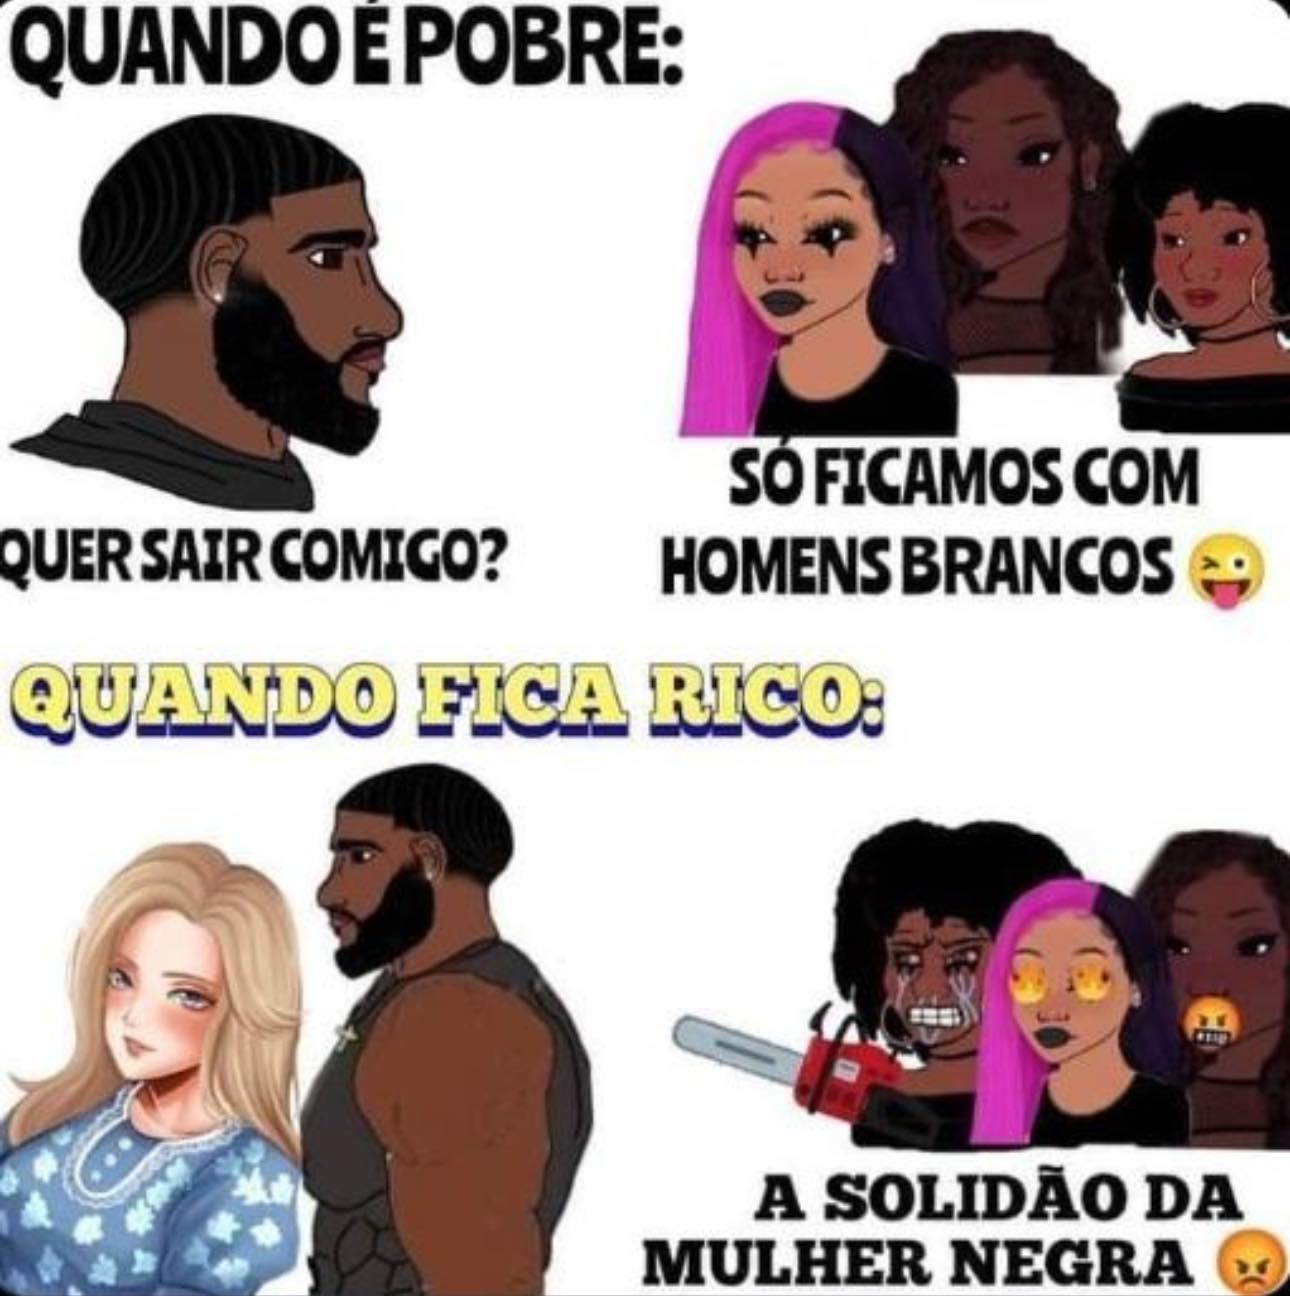 QUANDO É POBRE:
QUER SAIR COMIGO?
SÓ FICAMOS COM
HOMENS BRANCOS 😜
QUANDO FICA RICO:
A SOLIDÃO DA
MULHER NEGRA 😡